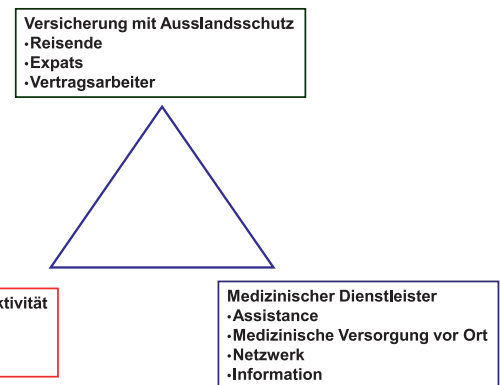 Versicherung mit Ausslandsschutz
•Reisende
•Expats
•Vertragsarbeiter
Medizinischer Dienstleister
•Assistance
•Medizinische Versorgung vor Ort
•Netzwerk
•Information